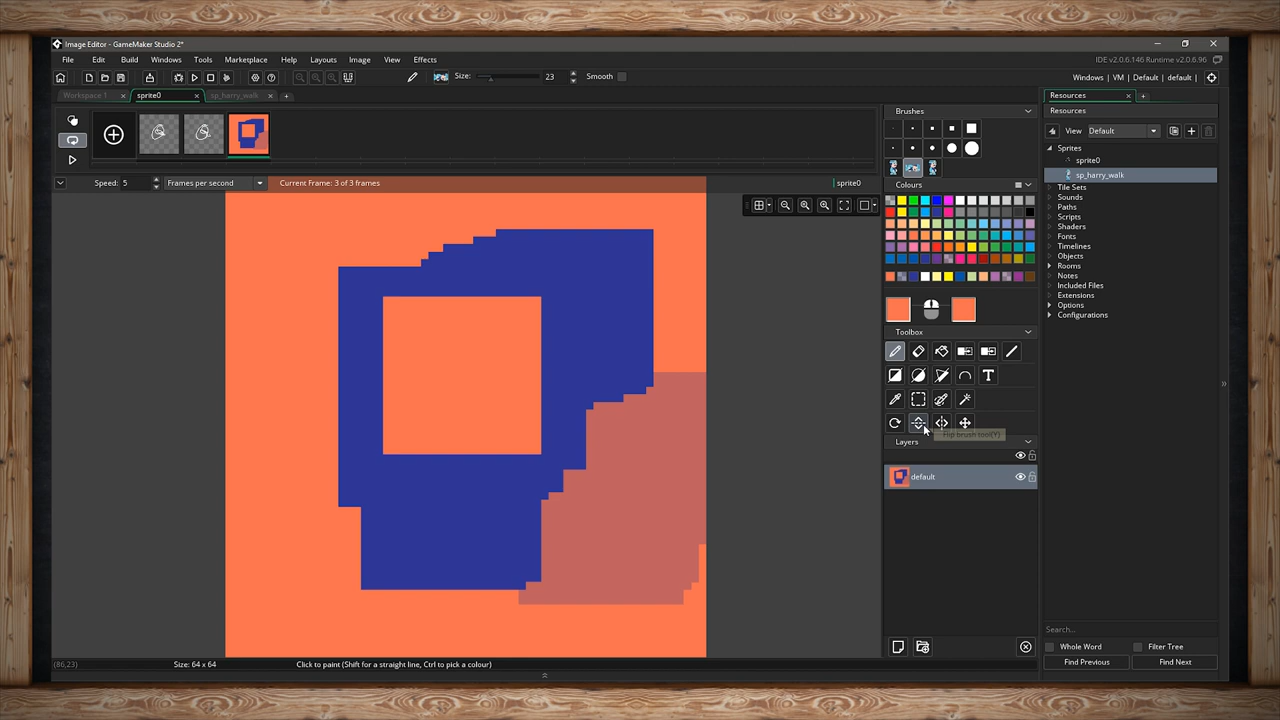 Image Editor - GameMaker Studio 2*
File Edit Build Windows Tools Marketplace Help Layouts Image View Effects
IDE v2.0.6.146 Runtime v2.0.6.96
Size: 23 Smooth
Windows | VM | Default | default |
Workspace 1 sprite0 sp_harry_walk
Speed: 5 Frames per second Current Frame: 3 of 3 frames sprite0
Brushes
Colours
Toolbox
T
Flip brush tool(Y)
Layers
default
Resources
Resources
View Default
Sprites
sprite0
sp_harry_walk
Tile Sets
Sounds
Paths
Scripts
Shaders
Fonts
Timelines
Objects
Rooms
Notes
Included Files
Extensions
Options
Configurations
Search...
Whole Word Filter Tree
Find Previous Find Next
(86,23) Size: 64 x 64 Click to paint (Shift for a straight line, Ctrl to pick a colour)